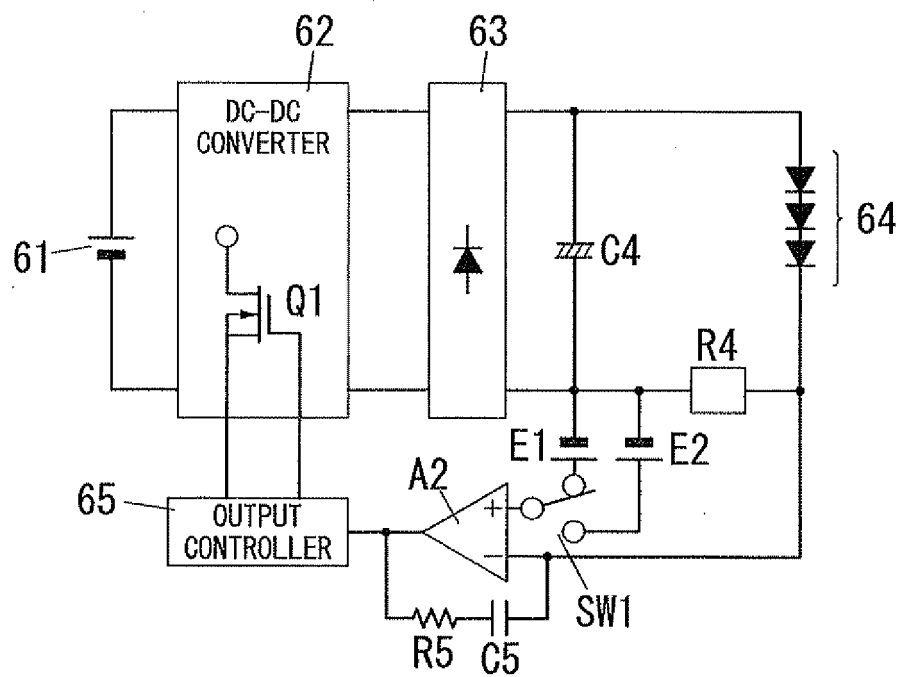 62
63
DC-DC
CONVERTER
61
Q1
C4
64
R4
E1
E2
A2
65
OUTPUT
CONTROLLER
+
−
SW1
R5
C5